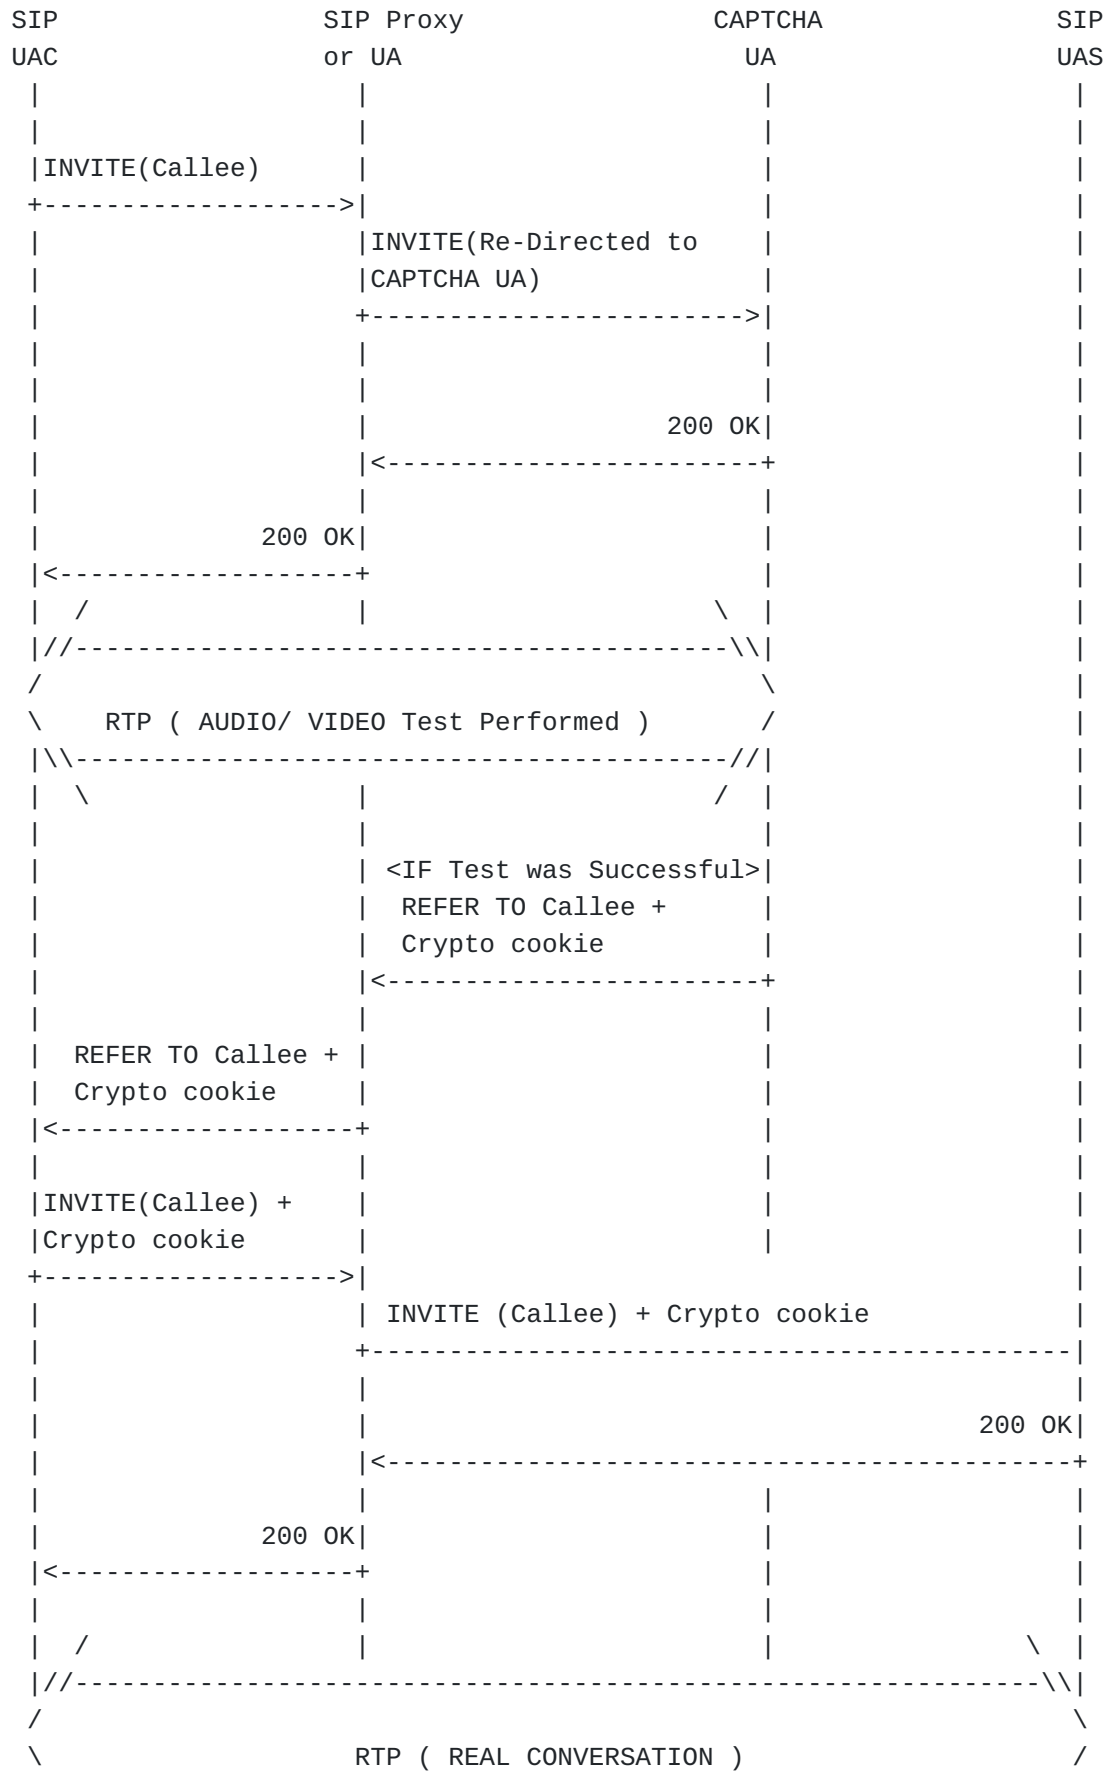 SIP SIP Proxy CAPTCHA SIP
UAC or UA UA UAS
INVITE(Callee)
INVITE(Re-Directed to
CAPTCHA UA)
200 OK
200 OK
RTP ( AUDIO/ VIDEO Test Performed )
<IF Test was Successful>
REFER TO Callee +
Crypto cookie
REFER TO Callee +
Crypto cookie
INVITE(Callee) +
Crypto cookie
INVITE (Callee) + Crypto cookie
200 OK
200 OK
RTP ( REAL CONVERSATION )